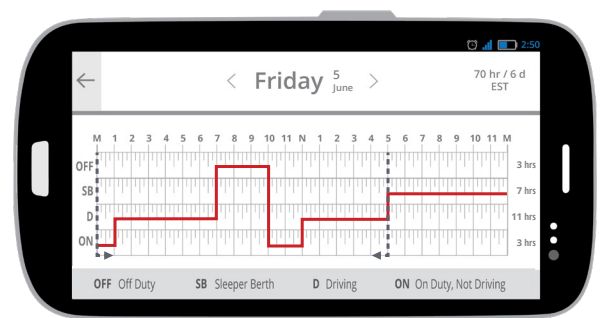 2:50
Friday 5 June
70 hr / 6 d
EST
M 1 2 3 4 5 6 7 8 9 10 11 N 1 2 3 4 5 6 7 8 9 10 11 M
OFF 3 hrs
SB 7 hrs
D 11 hrs
ON 3 hrs
OFF Off Duty SB Sleeper Berth D Driving ON On Duty, Not Driving